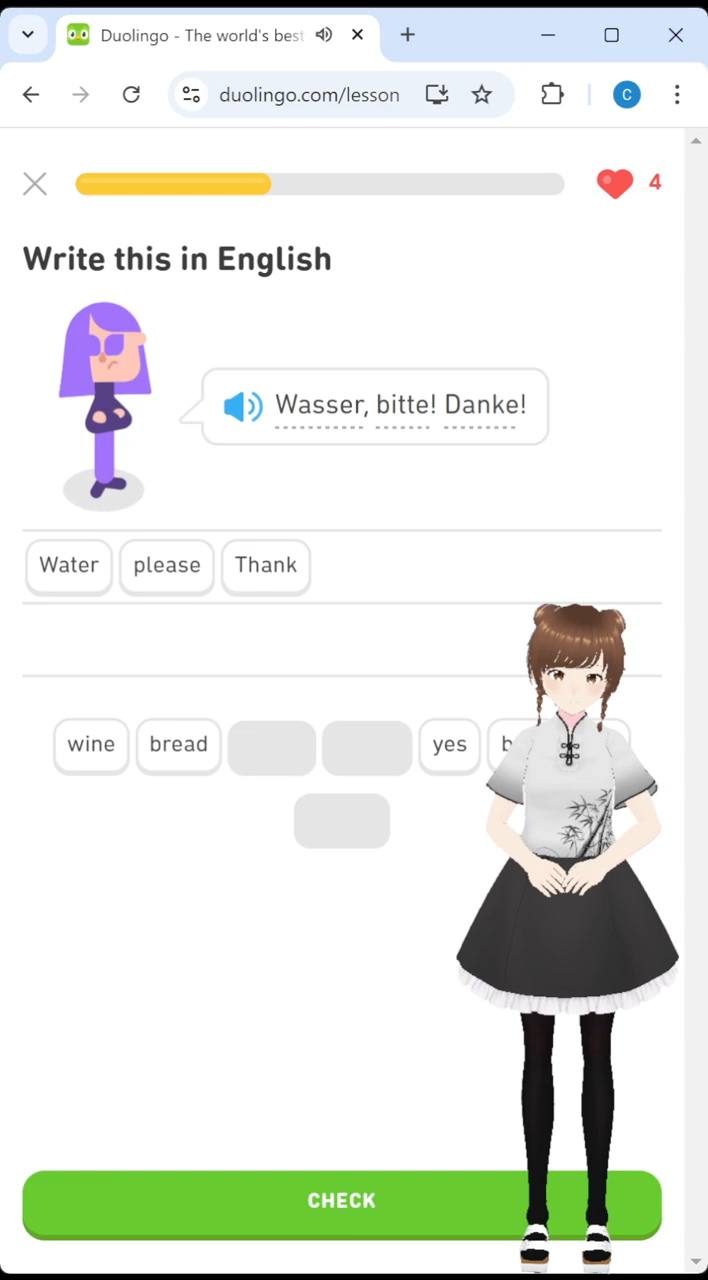 Duolingo - The world's best
duolingo.com/lesson
C
4
Write this in English
Wasser, bitte! Danke!
Water please Thank
wine bread yes
CHECK